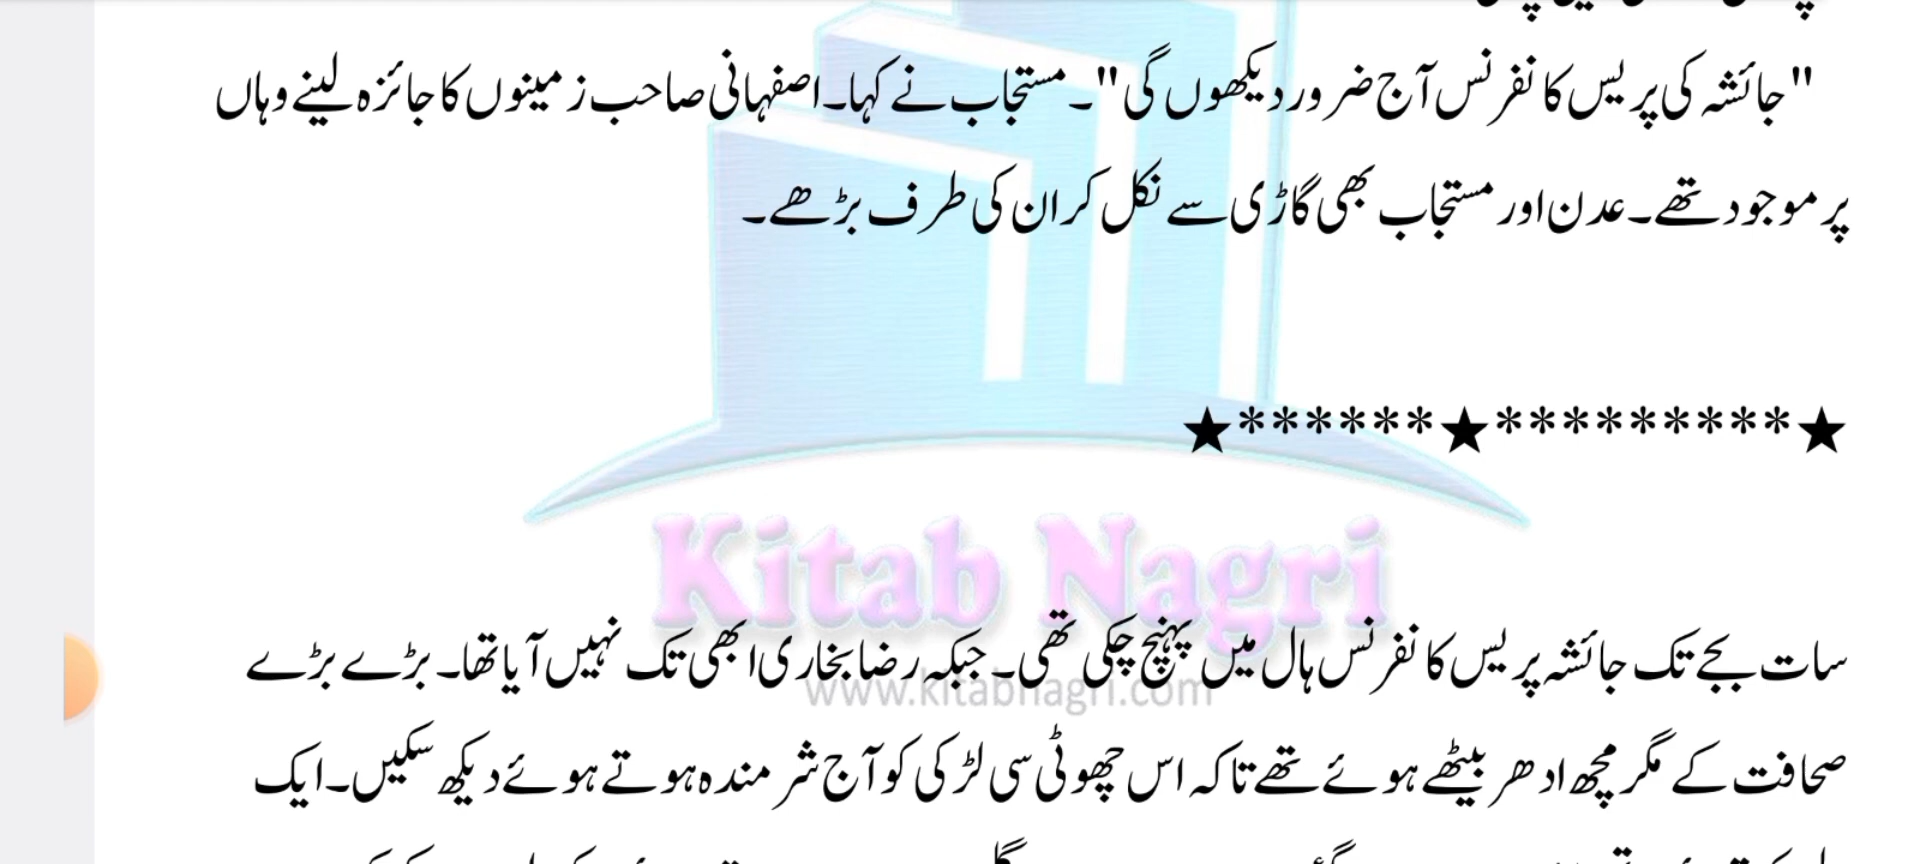 "جائشہ کی پریس کانفرنس آج ضرور دیکھوں گی"۔ مستجاب نے کہا۔ اصفہانی صاحب زمینوں کا جائزہ لینے وہاں
پر موجود تھے۔ عدن اور مستجاب بھی گاڑی سے نکل کر ان کی طرف بڑھے۔
★*********★******★
Kitab Nagri
سات بجے تک جائشہ پریس کانفرنس ہال میں پہنچ چکی تھی۔ جبکہ رضا بخاری ابھی تک نہیں آیا تھا۔ بڑے بڑے
www.kitabnagri.com
صحافت کے مگر مچھ ادھر بیٹھے ہوئے تھے تاکہ اس چھوٹی سی لڑکی کو آج شرمندہ ہوتے ہوئے دیکھ سکیں۔ ایک